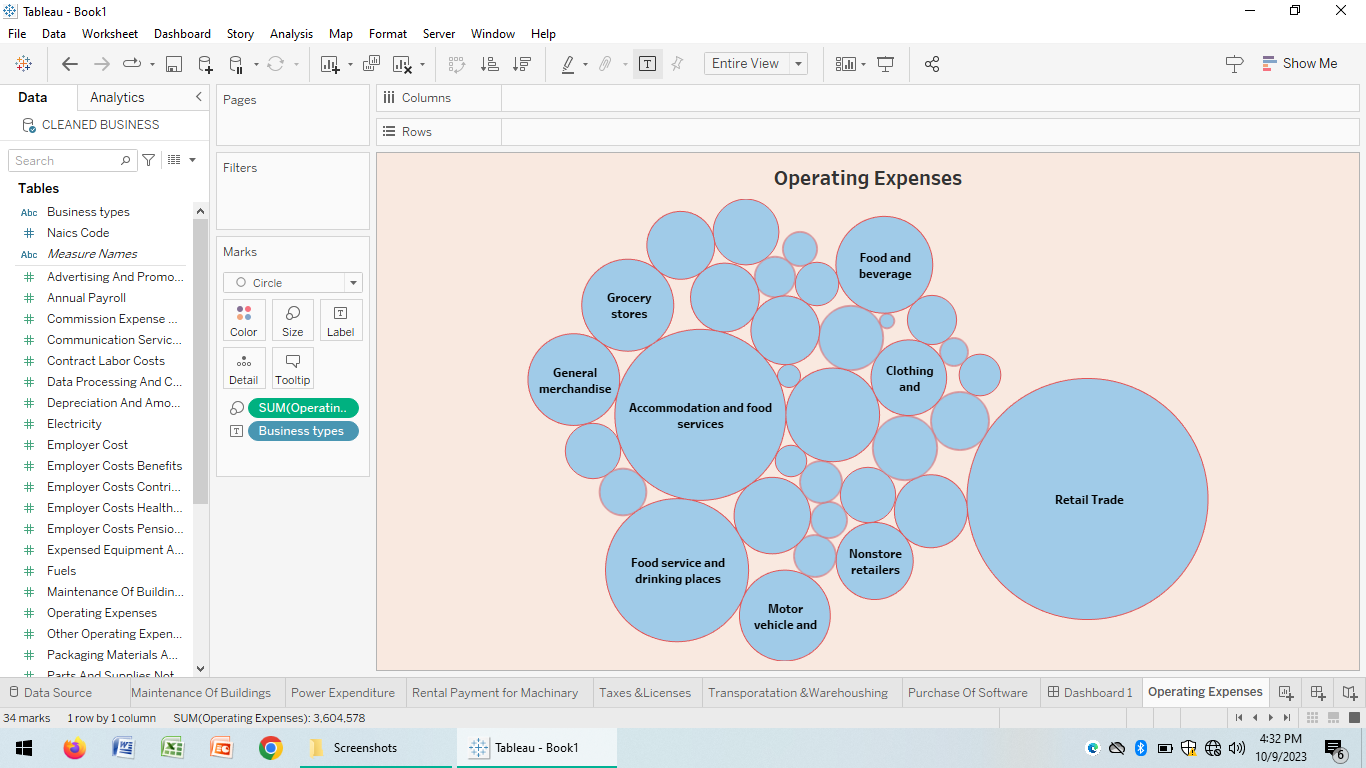 Tableau - Book1
File Data Worksheet Dashboard Story Analysis Map Format Server Window Help
Entire View
Show Me
Data Analytics
CLEANED BUSINESS
Search
Tables
Abc Business types
Naics Code
Abc Measure Names
Advertising And Promo...
Annual Payroll
Commission Expense ...
Communication Servic...
Contract Labor Costs
Data Processing And C...
Depreciation And Amo...
Electricity
Employer Cost
Employer Costs Benefits
Employer Costs Contri...
Employer Costs Health...
Employer Costs Pensio...
Expensed Equipment A...
Fuels
Maintenance Of Buildin...
Operating Expenses
Other Operating Expen...
Packaging Materials A...
Parts And Supplies Not
Pages
Filters
Marks
Circle
Color Size Label
Detail Tooltip
SUM(Operatin..
Business types
Columns
Rows
Operating Expenses
Food and
beverage
Grocery
stores
General
merchandise
Clothing
and
Accommodation and food
services
Retail Trade
Food service and
drinking places
Nonstore
retailers
Motor
vehicle and
Data Source Maintenance Of Buildings Power Expenditure Rental Payment for Machinary Taxes &Licenses Transporatation &Warehoushing Purchase Of Software Dashboard 1 Operating Expenses
34 marks 1 row by 1 column SUM(Operating Expenses): 3,604,578
Screenshots
Tableau - Book1
4:32 PM
10/9/2023
6